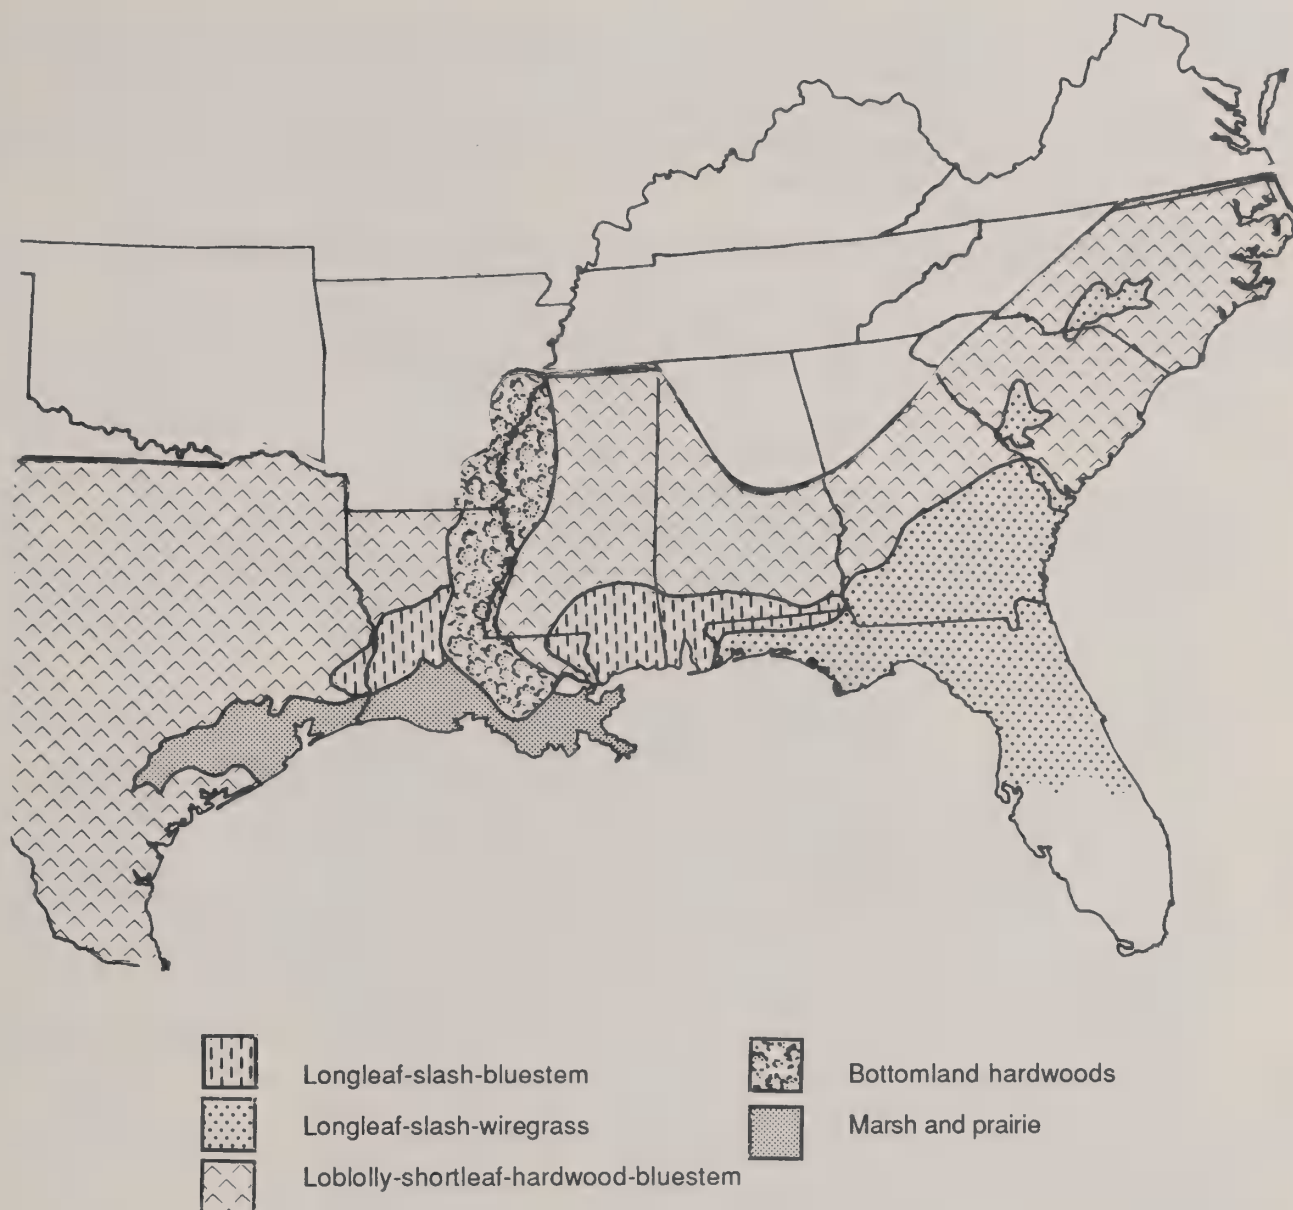 Longleaf-slash-bluestem
Longleaf-slash-wiregrass
Loblolly-shortleaf-hardwood-bluestem
Bottomland hardwoods
Marsh and prairie